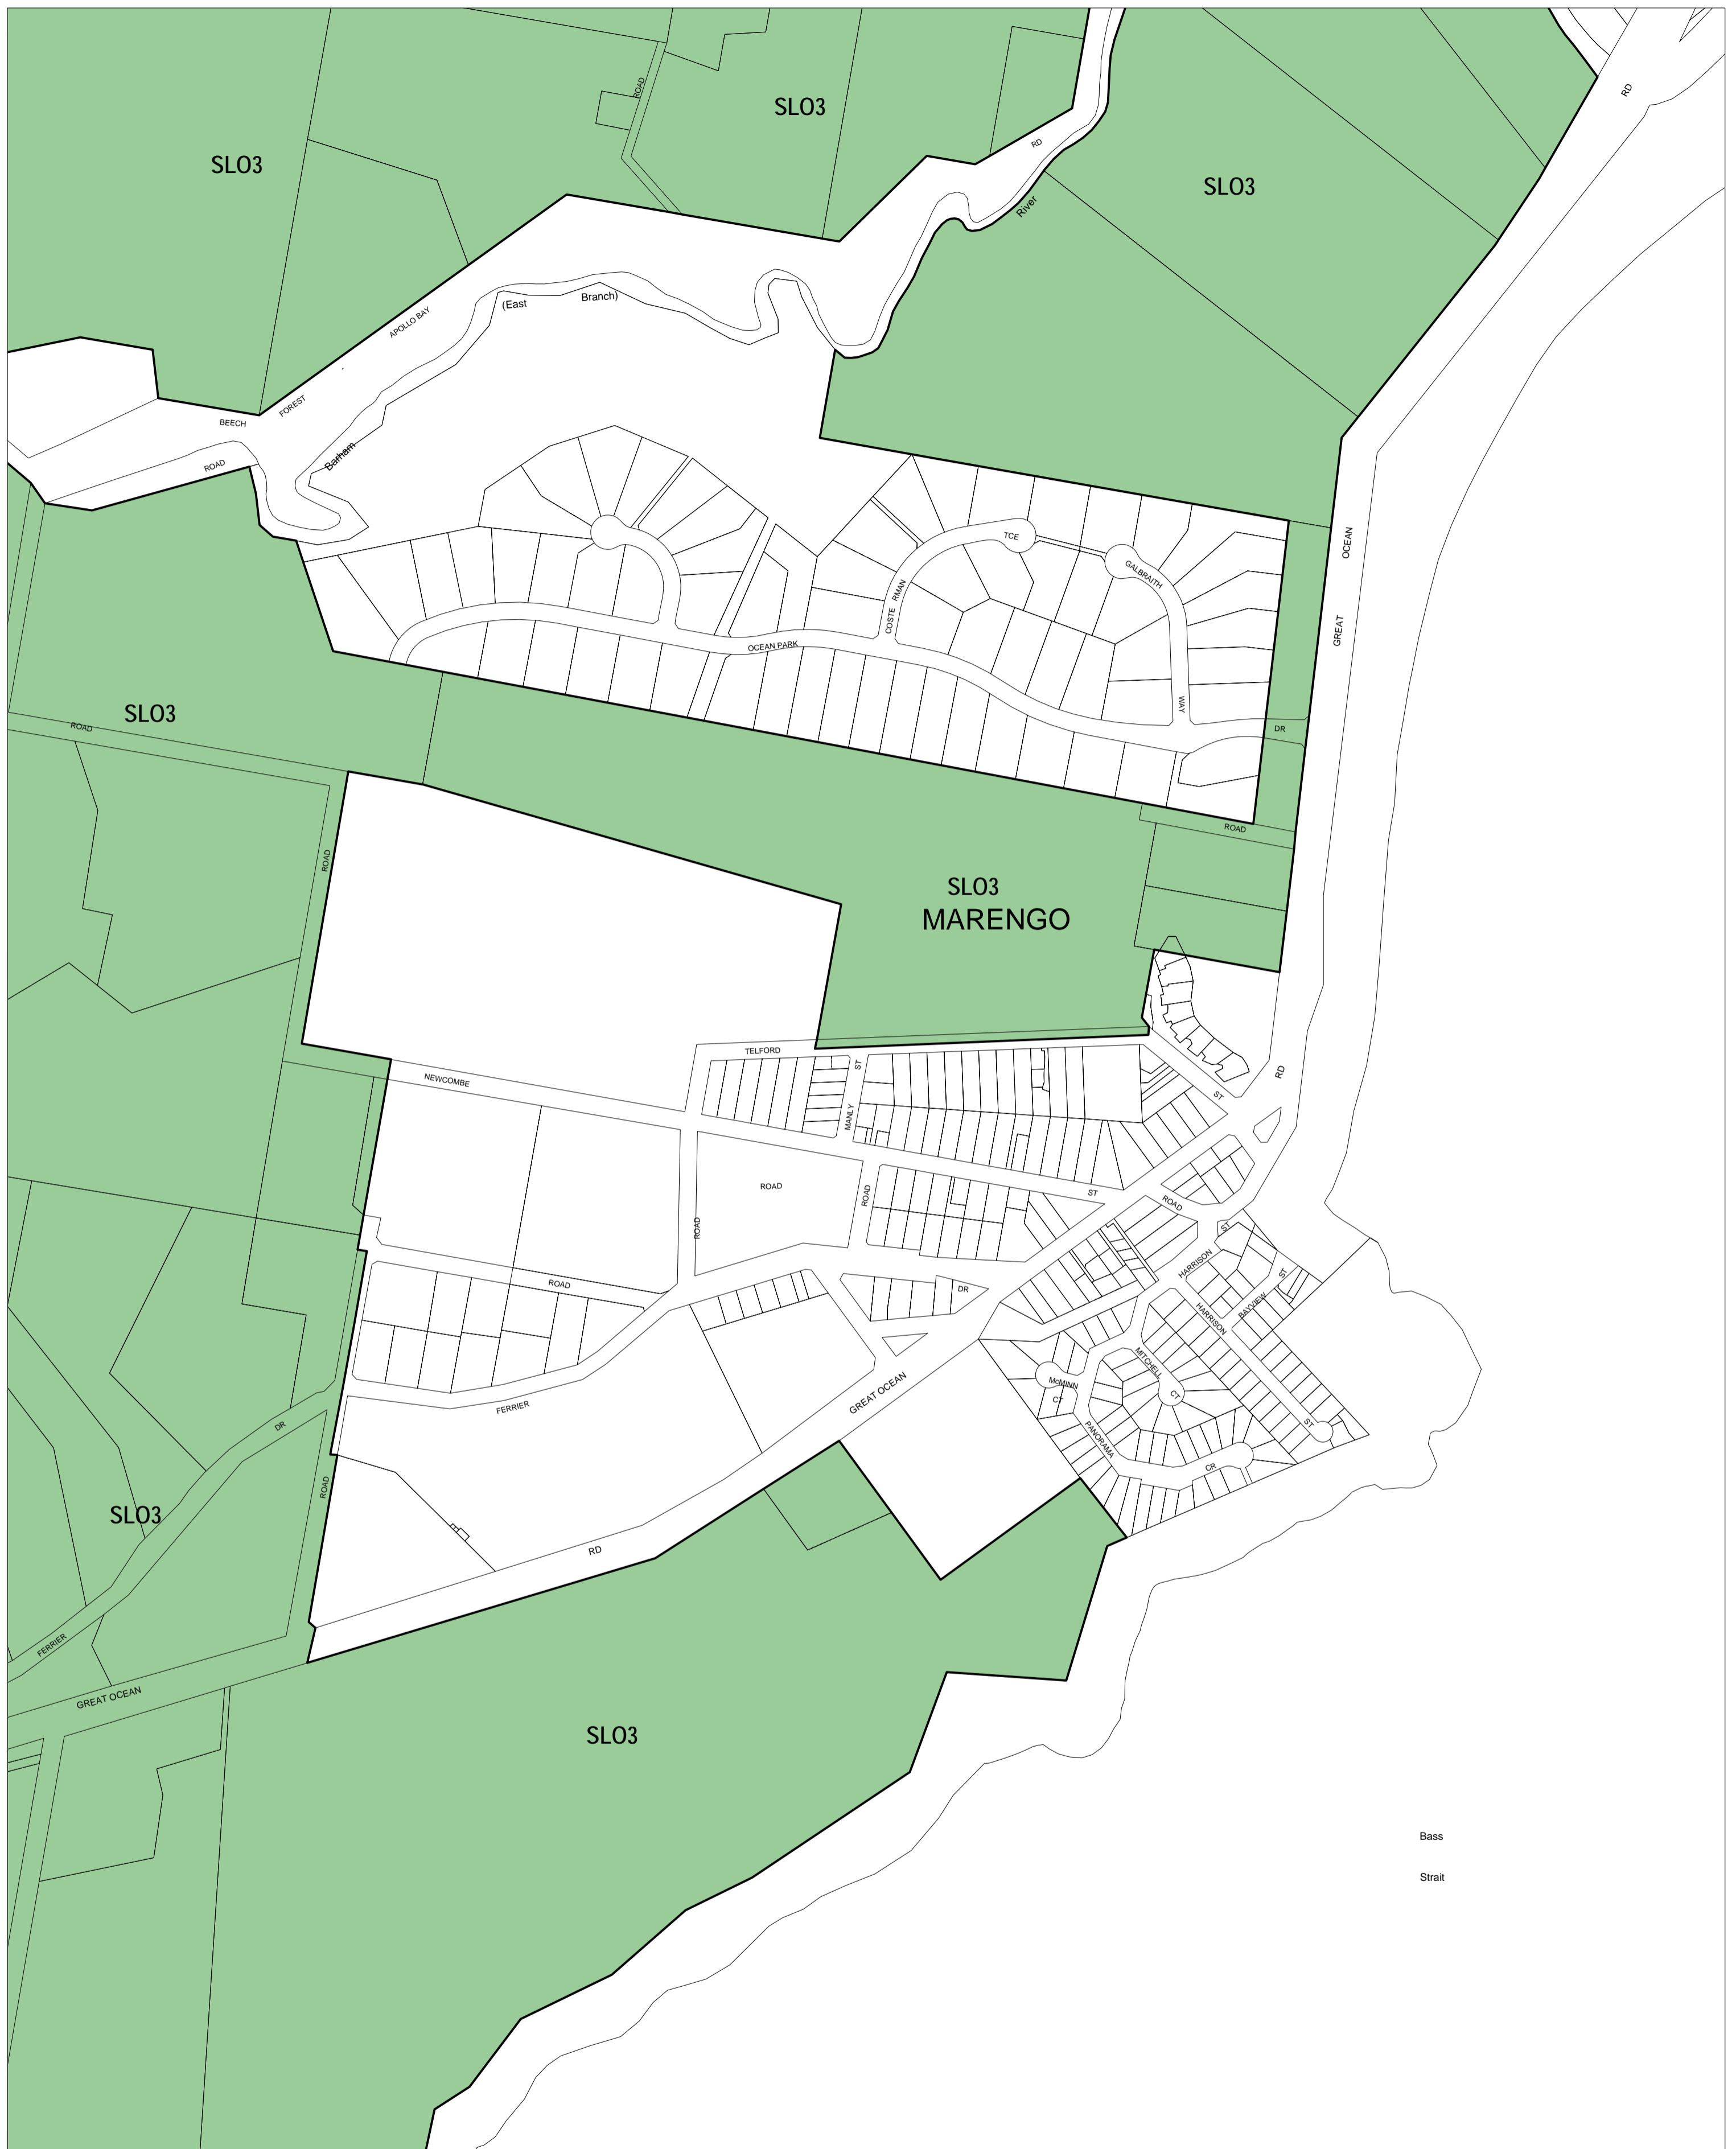 RD
ROAD
SLO3
SLO3
RD
SLO3
River
(East Branch)
APOLLO BAY
FOREST
BEECH
Barham
ROAD
OCEAN
TCE
GALBRAITH
COSTE RMAN
GREAT
OCEAN PARK
WAY
SLO3
ROAD
DR
ROAD
ROAD
SLO3
MARENGO
TELFORD
ST
RD
NEWCOMBE
ST
MANLY
ROAD
ROAD
ST
ROAD
ROAD
ST
HARRISON
ST
ROAD
DR
BAYVIEW
HARRISON
MITCHELL
McMINN
CT
CT
GREAT OCEAN
FERRIER
PANORAMA
ST
DR
CR
ROAD
SLO3
RD
FERRIER
GREAT OCEAN
SLO3
Bass
Strait